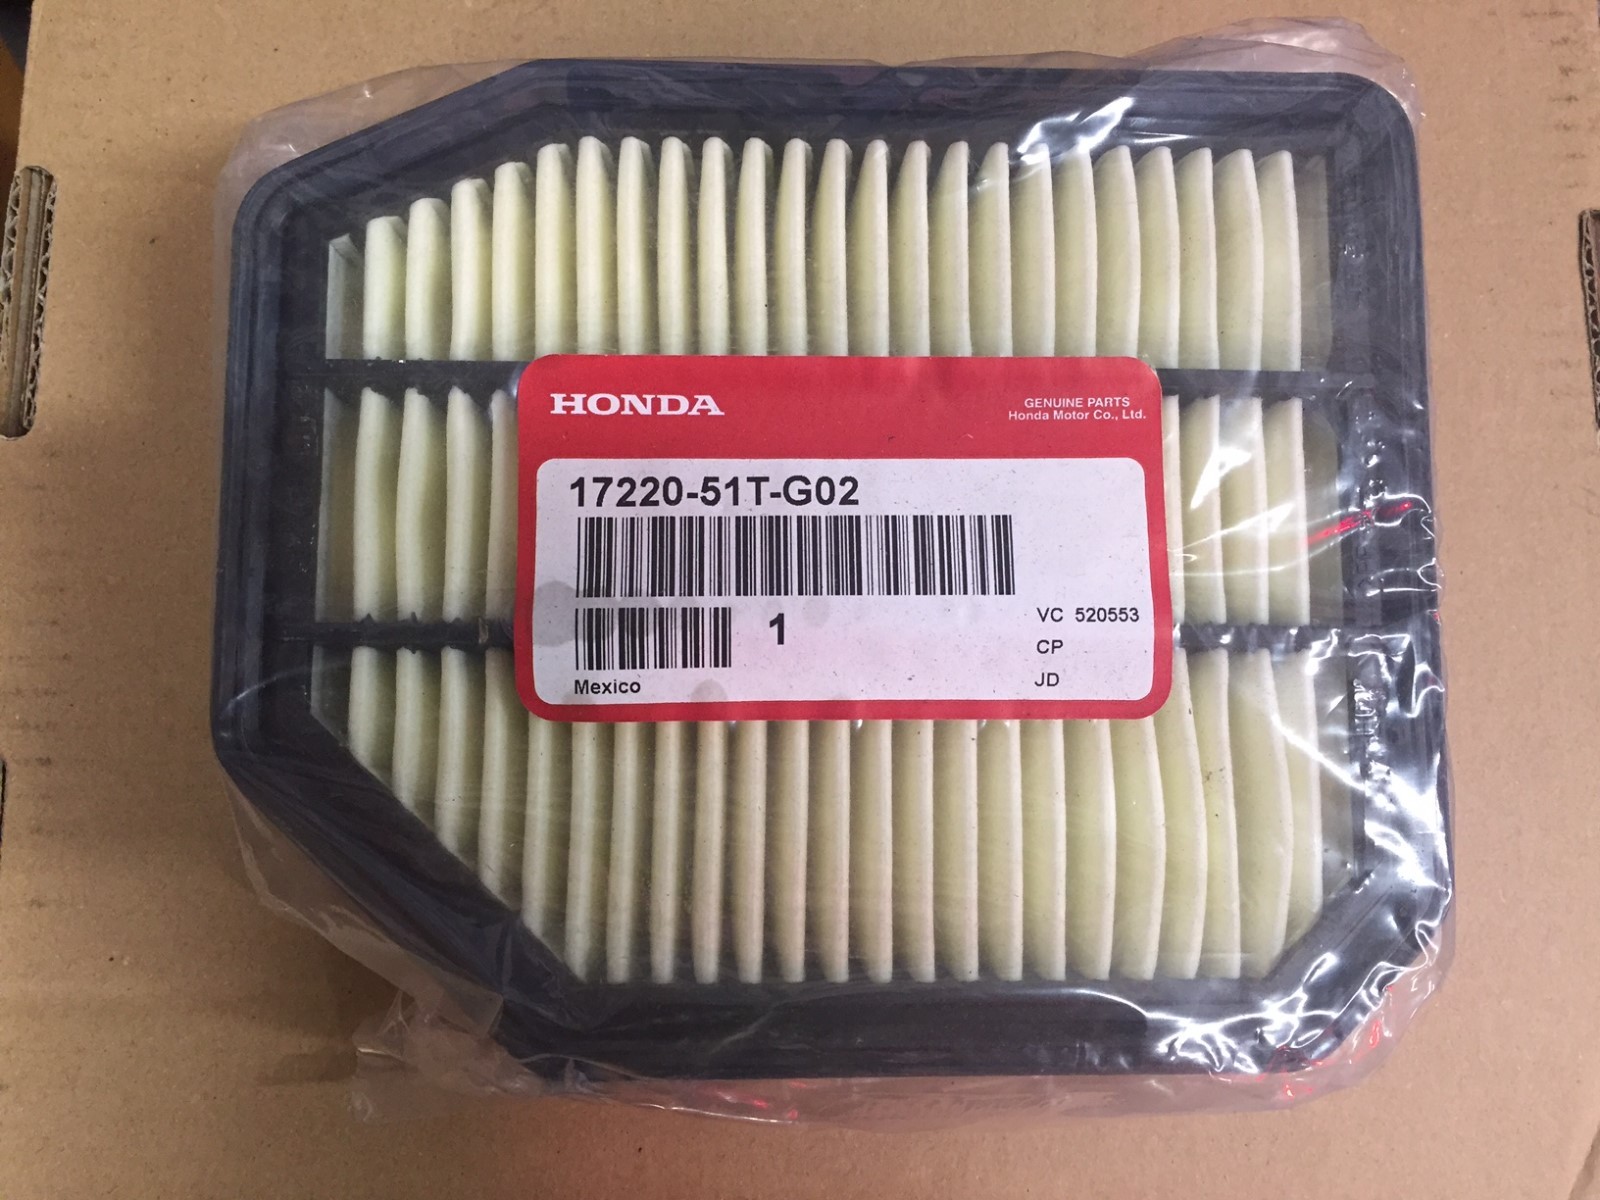 HONDA
GENUINE PARTS
Honda Motor Co., Ltd.
17220-51T-G02
1
VC 520553
CP
JD
Mexico